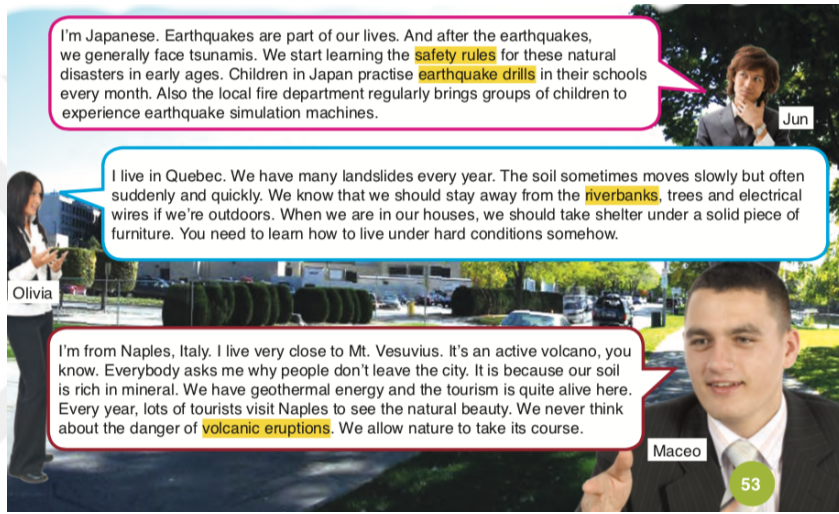 I'm Japanese. Earthquakes are part of our lives. And after the earthquakes,
we generally face tsunamis. We start learning the safety rules for these natural
disasters in early ages. Children in Japan practise earthquake drills in their schools
every month. Also the local fire department regularly brings groups of children to
experience earthquake simulation machines.
Jun
I live in Quebec. We have many landslides every year. The soil sometimes moves slowly but often
suddenly and quickly. We know that we should stay away from the riverbanks, trees and electrical
wires if we're outdoors. When we are in our houses, we should take shelter under a solid piece of
furniture. You need to learn how to live under hard conditions somehow.
Olivia
I'm from Naples, Italy. I live very close to Mt. Vesuvius. It's an active volcano, you
know. Everybody asks me why people don't leave the city. It is because our soil
is rich in mineral. We have geothermal energy and the tourism is quite alive here.
Every year, lots of tourists visit Naples to see the natural beauty. We never think
about the danger of volcanic eruptions. We allow nature to take its course.
Maceo
53